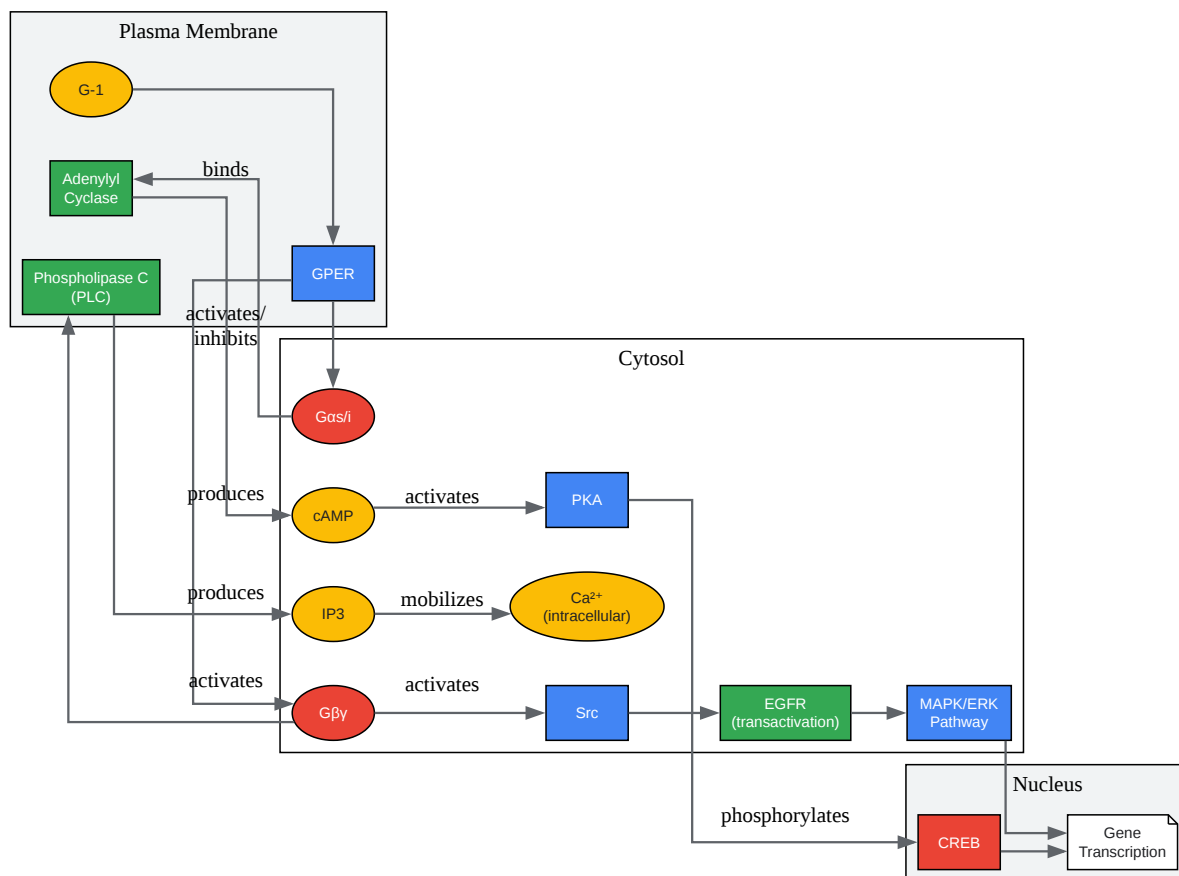 Plasma Membrane
G-1
binds
Adenylyl
Cyclase
GPER
Phospholipase C
(PLC)
activates/
inhibits
Cytosol
Gαs/i
produces
cAMP
activates
PKA
produces
IP3
mobilizes
Ca²⁺
(intracellular)
activates
Gβγ
activates
Src
EGFR
(transactivation)
MAPK/ERK
Pathway
Nucleus
phosphorylates
CREB
Gene
Transcription